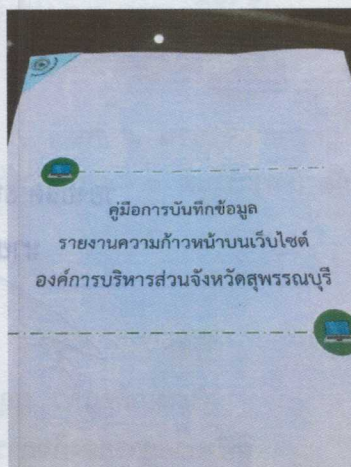 คู่มือการบันทึกข้อมูล
รายงานความก้าวหน้าบนเว็บไซต์
องค์การบริหารส่วนจังหวัดสุพรรณบุรี